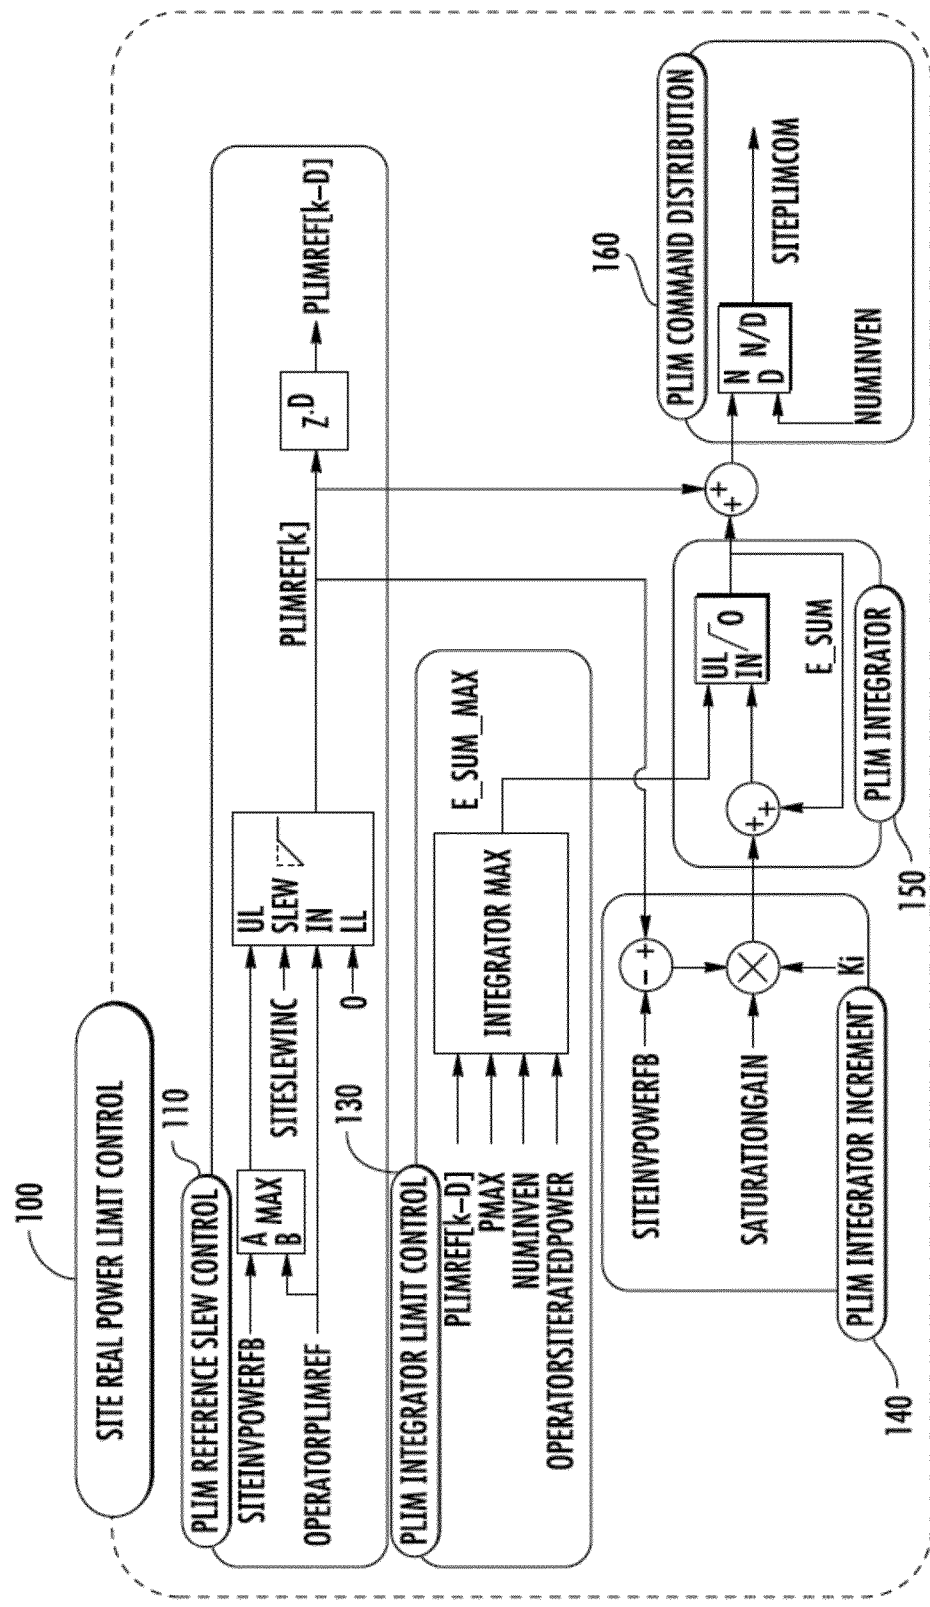 100
SITE REAL POWER LIMIT CONTROL
110
PLIM REFERENCE SLEW CONTROL
SITEINVPOWERFB
OPERATORPLIMREF
A
MAX
B
SITESLEWINC
0
UL
SLEW
IN
LL
PLIMREF[k]
Z-D
PLIMREF[k-D]
130
PLIM INTEGRATOR LIMIT CONTROL
PLIMREF[k-D]
PMAX
NUMINVEN
OPERATORSITERATEDPOWER
INTEGRATOR MAX
E_SUM_MAX
SITEINVPOWERFB
- +
SATURATIONGAIN
Ki
PLIM INTEGRATOR INCREMENT
140
+
+
UL
IN
O
E_SUM
PLIM INTEGRATOR
150
+
+
160
PLIM COMMAND DISTRIBUTION
N
D
N/D
SITEPLIMCOM
NUMINVEN